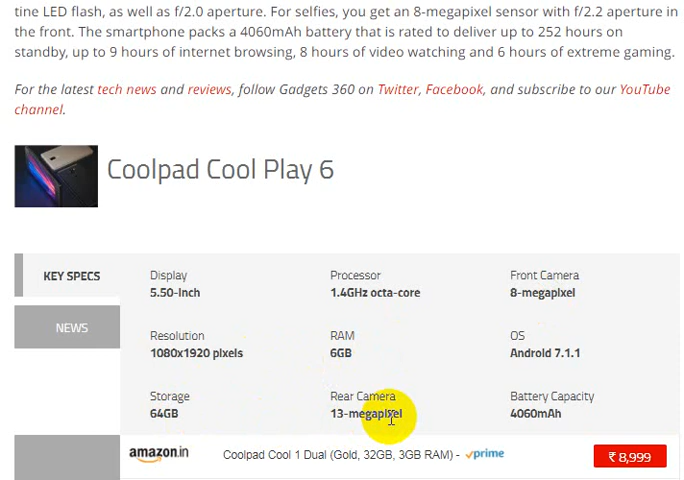 tine LED flash, as well as f/2.0 aperture. For selfies, you get an 8-megapixel sensor with f/2.2 aperture in
the front. The smartphone packs a 4060mAh battery that is rated to deliver up to 252 hours on
standby, up to 9 hours of internet browsing, 8 hours of video watching and 6 hours of extreme gaming.
For the latest tech news and reviews, follow Gadgets 360 on Twitter, Facebook, and subscribe to our YouTube
channel.
Coolpad Cool Play 6
KEY SPECS
NEWS
Display Processor Front Camera
5.50-inch 1.4GHz octa-core 8-megapixel
Resolution RAM OS
1080x1920 pixels 6GB Android 7.1.1
Storage Rear Camera Battery Capacity
64GB 13-megapixel 4060mAh
amazon.in Coolpad Cool 1 Dual (Gold, 32GB, 3GB RAM) - prime ₹ 8,999